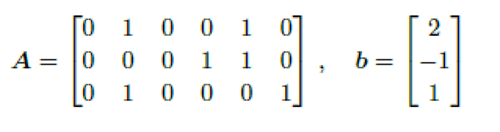 A = [0 1 0 0 1 0; 0 0 0 1 1 0; 0 1 0 0 0 1] , b = [2; −1; 1]